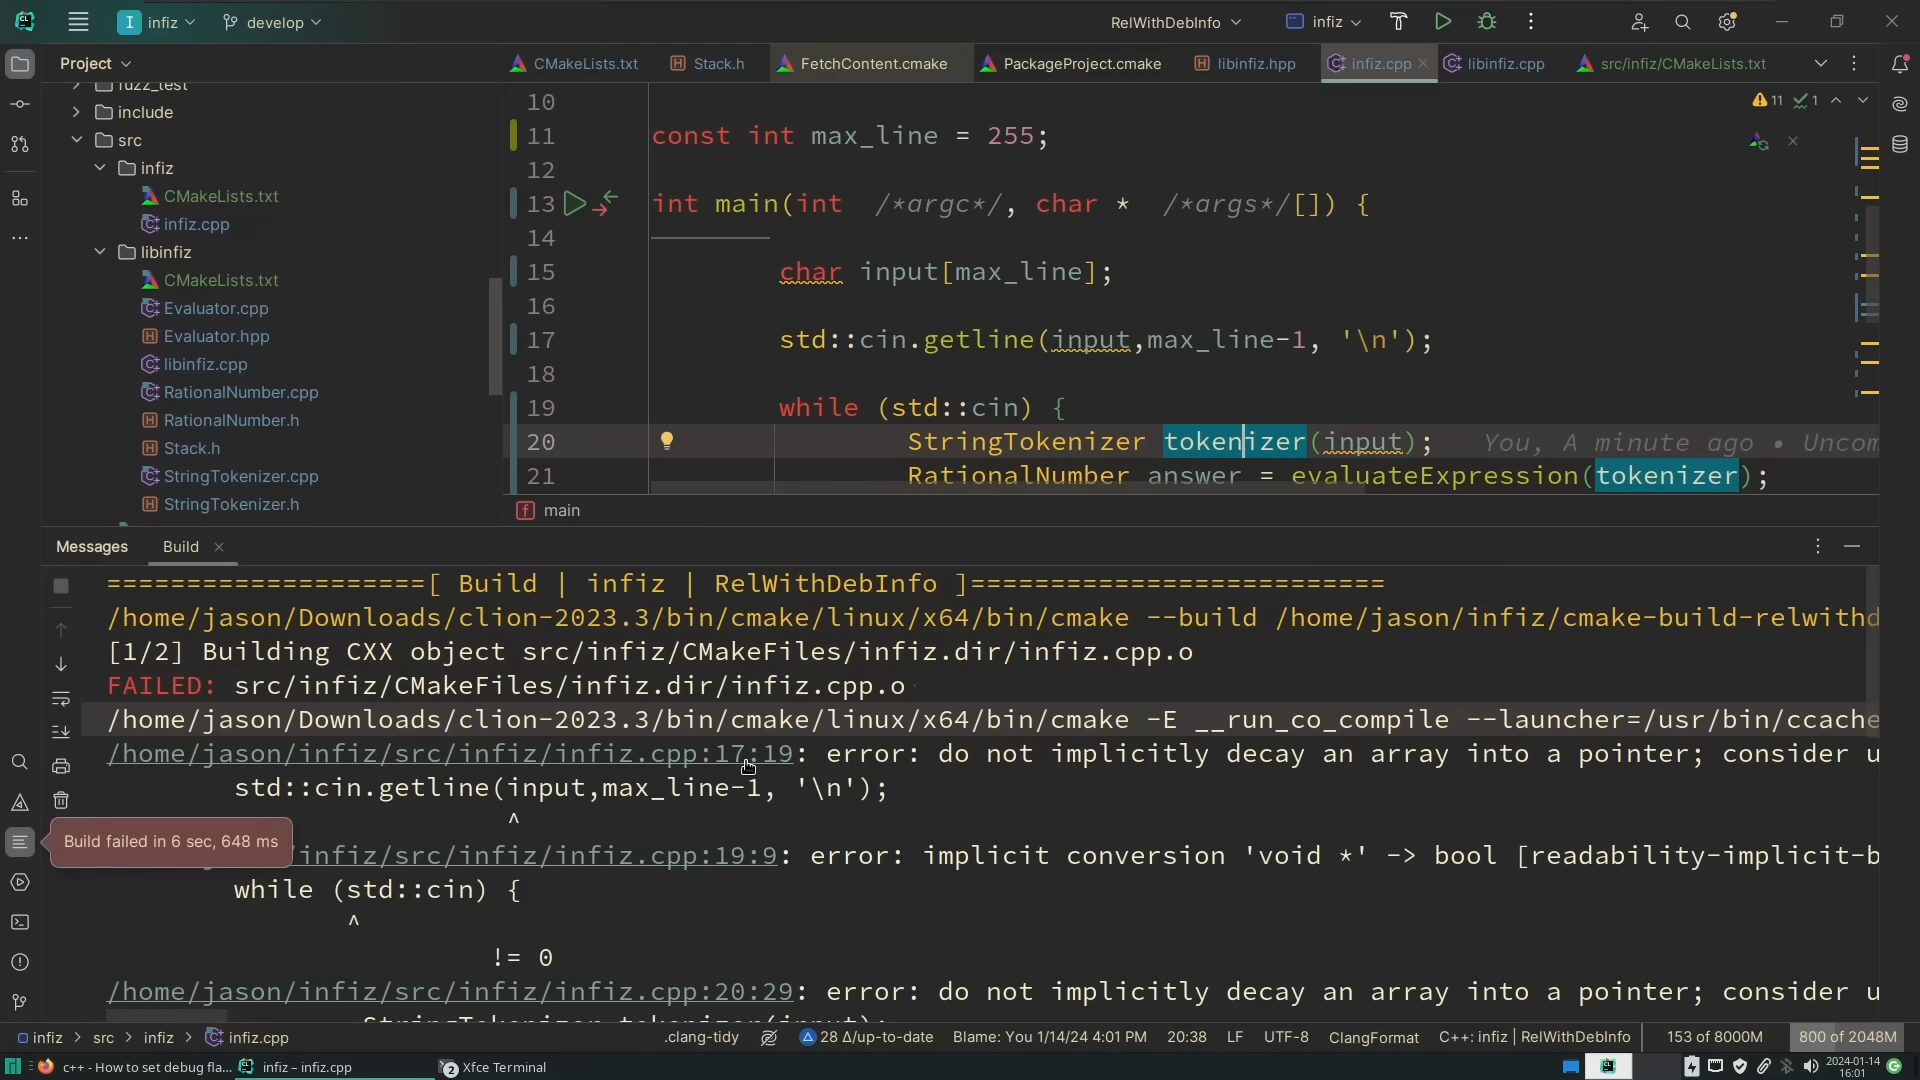 infiz
develop
RelWithDebInfo
infiz
Project
CMakeLists.txt
Stack.h
FetchContent.cmake
PackageProject.cmake
libinfiz.hpp
infiz.cpp
libinfiz.cpp
src/infiz/CMakeLists.txt
fuzz_test
include
src
infiz
CMakeLists.txt
infiz.cpp
libinfiz
CMakeLists.txt
Evaluator.cpp
Evaluator.hpp
libinfiz.cpp
RationalNumber.cpp
RationalNumber.h
Stack.h
StringTokenizer.cpp
StringTokenizer.h
11 1
10
11 const int max_line = 255;
12
13 int main(int /*argc*/, char * /*args*/[]) {
14
15 char input[max_line];
16
17 std::cin.getline(input,max_line-1, '\n');
18
19 while (std::cin) {
20 StringTokenizer tokenizer(input); You, A minute ago • Uncom
21 RationalNumber answer = evaluateExpression(tokenizer);
main
Messages
Build
====================[ Build | infiz | RelWithDebInfo ]==========================
/home/jason/Downloads/clion-2023.3/bin/cmake/linux/x64/bin/cmake --build /home/jason/infiz/cmake-build-relwithd
[1/2] Building CXX object src/infiz/CMakeFiles/infiz.dir/infiz.cpp.o
FAILED: src/infiz/CMakeFiles/infiz.dir/infiz.cpp.o
/home/jason/Downloads/clion-2023.3/bin/cmake/linux/x64/bin/cmake -E __run_co_compile --launcher=/usr/bin/ccache
/home/jason/infiz/src/infiz/infiz.cpp:17:19: error: do not implicitly decay an array into a pointer; consider u
std::cin.getline(input,max_line-1, '\n');
^
Build failed in 6 sec, 648 ms
infiz/src/infiz/infiz.cpp:19:9: error: implicit conversion 'void *' -> bool [readability-implicit-b
while (std::cin) {
^
!= 0
/home/jason/infiz/src/infiz/infiz.cpp:20:29: error: do not implicitly decay an array into a pointer; consider u
StringTokenizer tokenizer(input);
infiz > src > infiz > infiz.cpp
.clang-tidy
28 Δ/up-to-date
Blame: You 1/14/24 4:01 PM
20:38
LF
UTF-8
ClangFormat
C++: infiz | RelWithDebInfo
153 of 8000M
800 of 2048M
c++ - How to set debug fla...
infiz – infiz.cpp
2
Xfce Terminal
2024-01-14
16:01